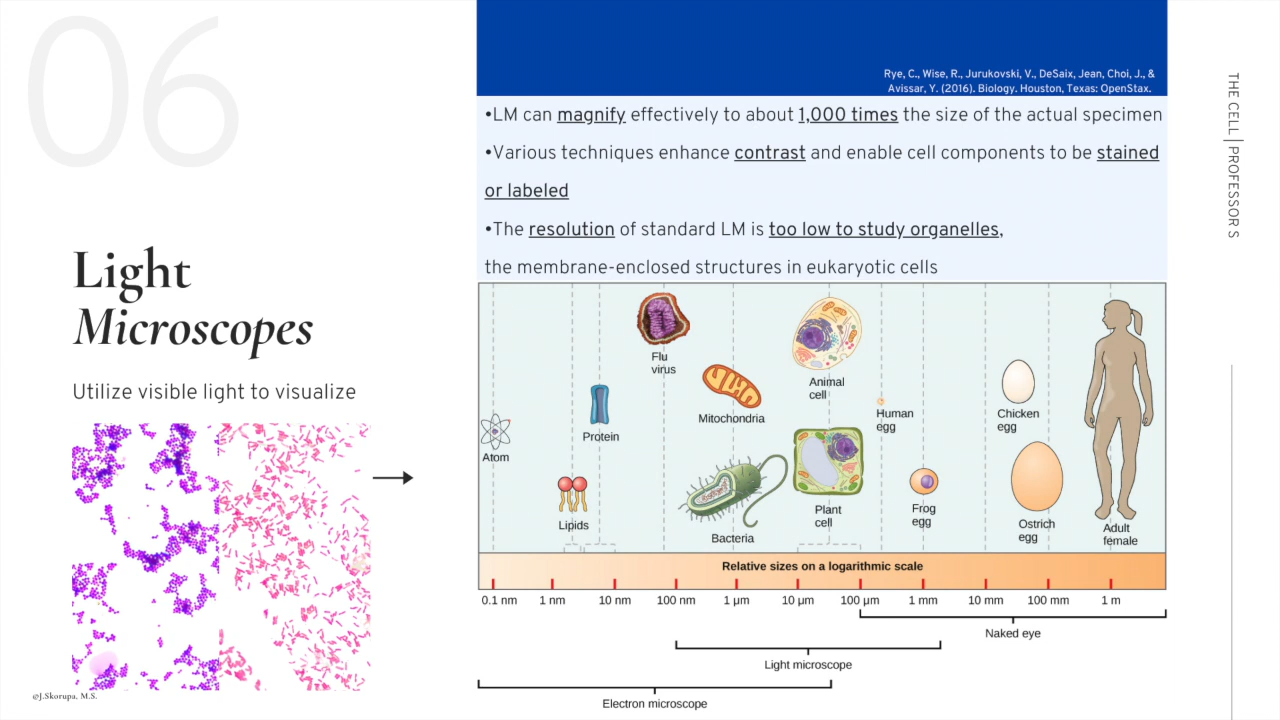 06
Rye, C., Wise, R., Jurukovski, V., DeSaix, Jean, Choi, J., &
Avissar, Y. (2016). Biology. Houston, Texas: OpenStax.
THE CELL | PROFESSOR S
•LM can magnify effectively to about 1,000 times the size of the actual specimen
•Various techniques enhance contrast and enable cell components to be stained
or labeled
•The resolution of standard LM is too low to study organelles,
the membrane-enclosed structures in eukaryotic cells
Light
Microscopes
Utilize visible light to visualize
Flu
virus
Animal
cell
Mitochondria
Human
egg
Chicken
egg
Protein
Atom
Lipids
Bacteria
Plant
cell
Frog
egg
Ostrich
egg
Adult
female
Relative sizes on a logarithmic scale
0.1 nm 1 nm 10 nm 100 nm 1 µm 10 µm 100 µm 1 mm 10 mm 100 mm 1 m
Naked eye
Light microscope
Electron microscope
@J.Skorupa, M.S.